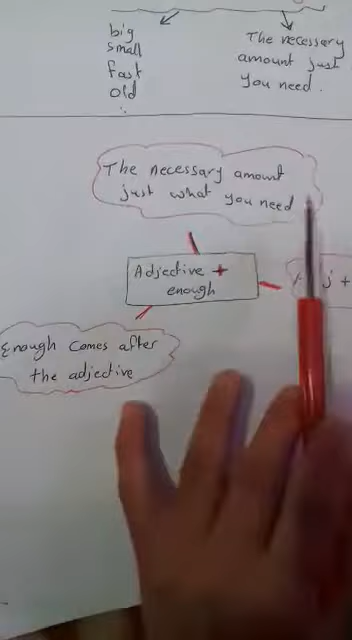 big
small
fast
old
The necessary
amount just
you need.
The necessary amount
just what you need
Adjective +
enough
j +
Enough comes after
the adjective